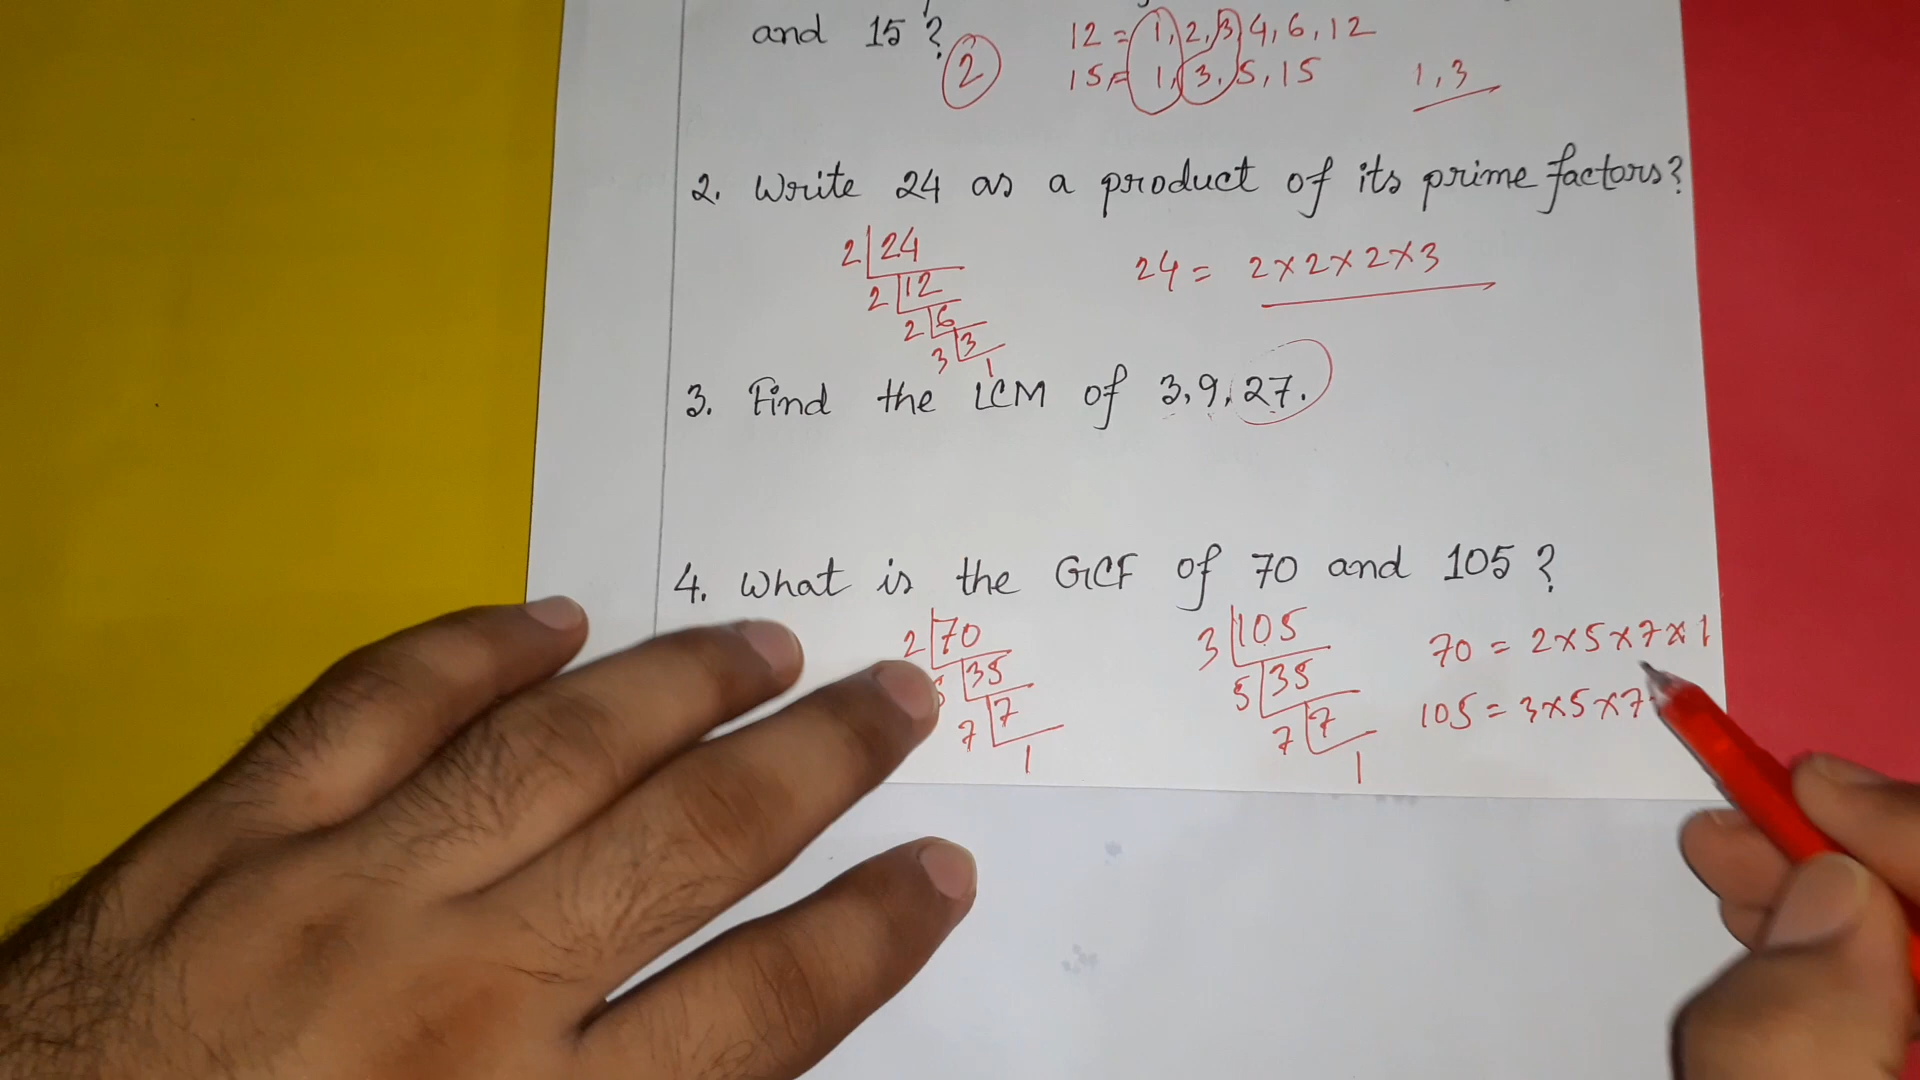 and 15 ?
2
12 = 1, 2, 3, 4, 6, 12
15 = 1, 3, 5, 15
1, 3
2. Write 24 as a product of its prime factors?
2 24
2 12
2 6
3 3
1
24 = 2×2×2×3
3. Find the LCM of 3, 9, 27.
4. What is the GCF of 70 and 105 ?
2 70
5 35
7 7
1
3 105
5 35
7 7
1
70 = 2×5×7×1
105 = 3×5×7